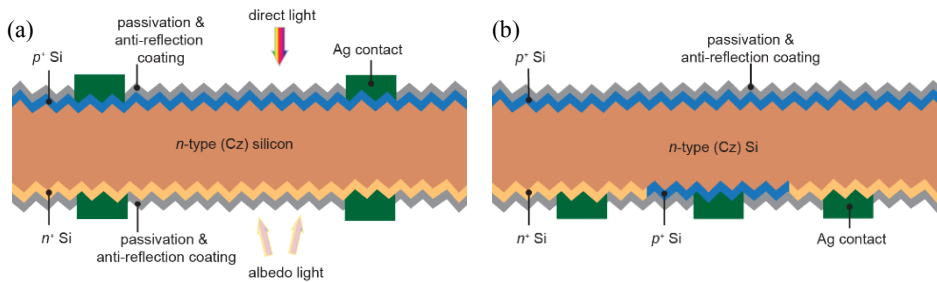 (a)
passivation &
anti-reflection
coating
direct light
p⁺ Si
Ag contact
n-type (Cz) silicon
n⁺ Si
passivation &
anti-reflection coating
albedo light
(b)
passivation &
anti-reflection coating
p⁺ Si
n-type (Cz) Si
n⁺ Si
p⁺ Si
Ag contact